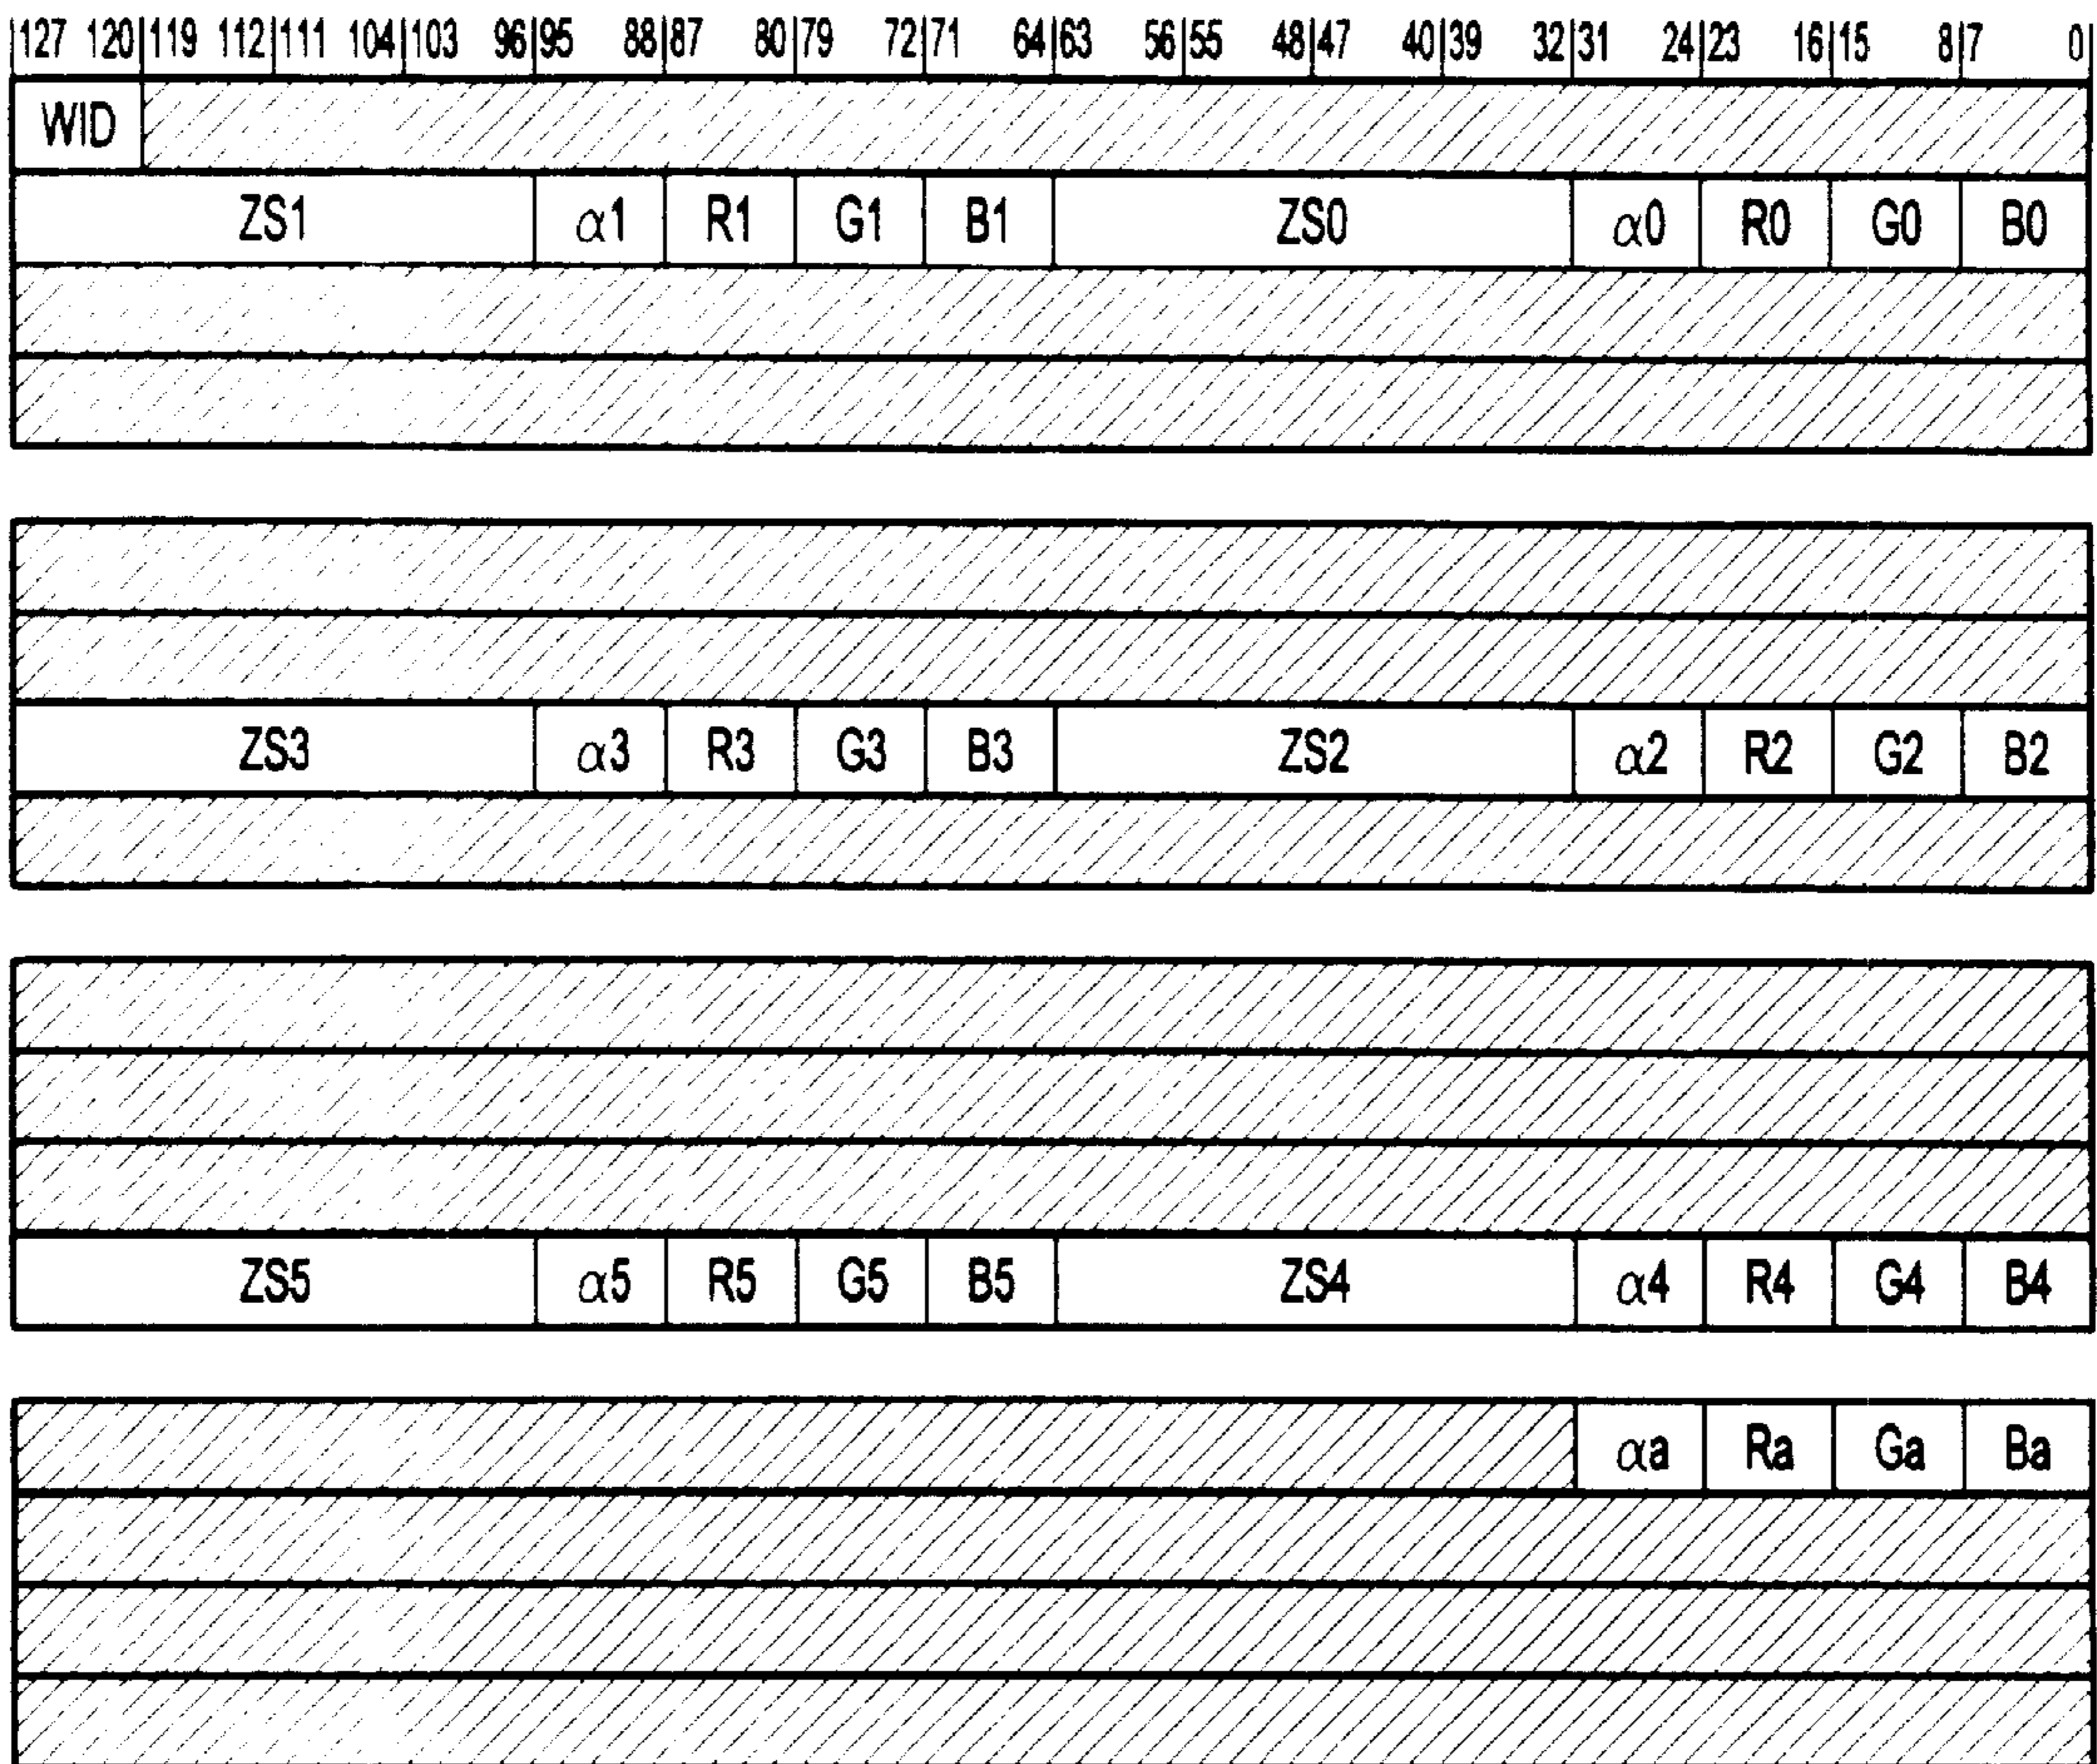 127 120 119 112 111 104 103 96 95 88 87 80 79 72 71 64 63 56 55 48 47 40 39 32 31 24 23 16 15 8 7 0
WID
ZS1 α1 R1 G1 B1 ZS0 α0 R0 G0 B0
ZS3 α3 R3 G3 B3 ZS2 α2 R2 G2 B2
ZS5 α5 R5 G5 B5 ZS4 α4 R4 G4 B4
αa Ra Ga Ba